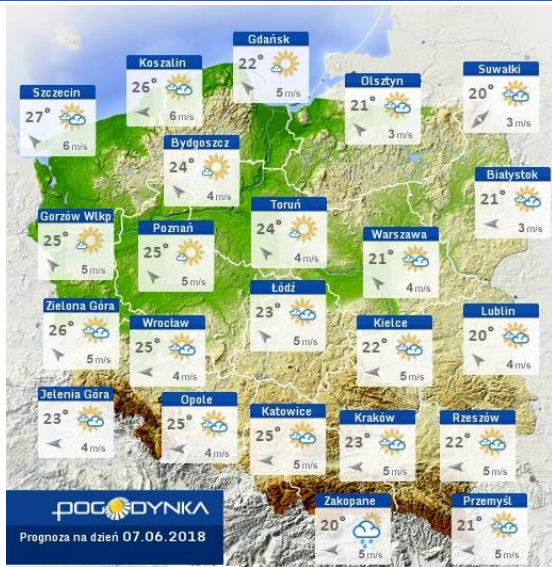 Gdańsk
22°
5 m/s
Koszalin
26°
6 m/s
Szczecin
27°
6 m/s
Olsztyn
21°
3 m/s
Suwałki
20°
3 m/s
Bydgoszcz
24°
4 m/s
Białystok
21°
3 m/s
Gorzów Wlkp
25°
5 m/s
Poznań
25°
5 m/s
Toruń
24°
4 m/s
Warszawa
21°
4 m/s
Łódź
23°
5 m/s
Zielona Góra
26°
5 m/s
Wrocław
25°
4 m/s
Kielce
22°
5 m/s
Lublin
20°
4 m/s
Jelenia Góra
23°
4 m/s
Opole
25°
4 m/s
Katowice
25°
5 m/s
Kraków
23°
5 m/s
Rzeszów
22°
5 m/s
Zakopane
20°
5 m/s
Przemyśl
21°
5 m/s
POGODYNKA
Prognoza na dzień 07.06.2018